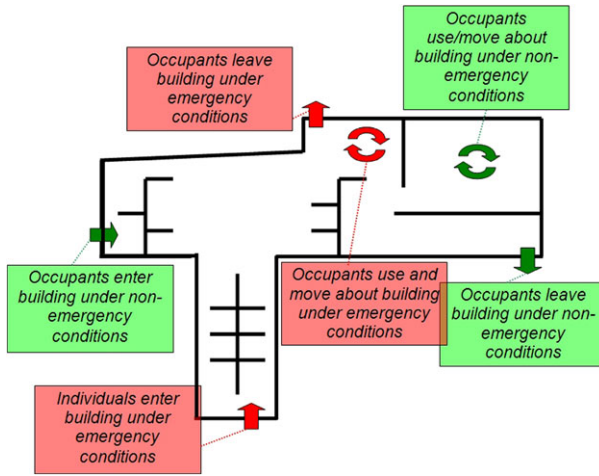 Occupants leave
building under
emergency
conditions
Occupants
use/move about
building under non-
emergency
conditions
Occupants enter
building under non-
emergency
conditions
Occupants use and
move about building
under emergency
conditions
Occupants leave
building under non-
emergency
conditions
Individuals enter
building under
emergency
conditions